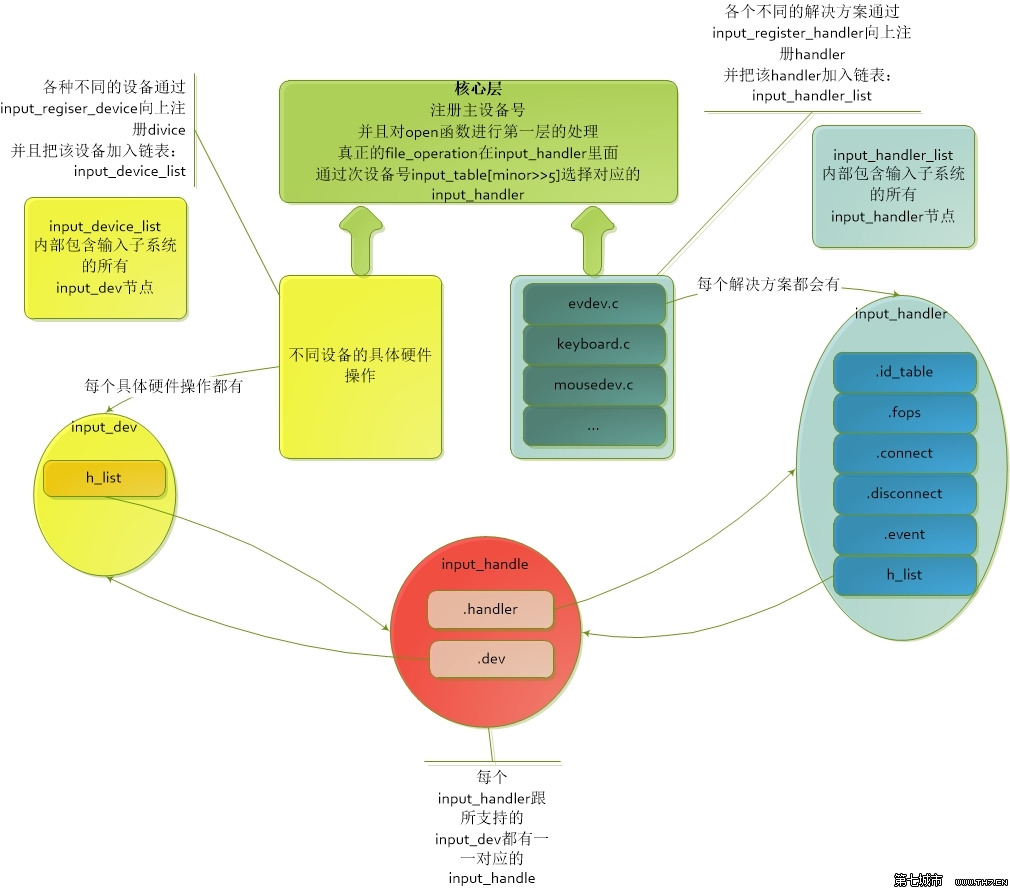 各个不同的解决方案通过
input_register_handler向上注
册handler
并把该handler加入链表：
input_handler_list
各种不同的设备通过
input_regiser_device向上注
册divice
并且把该设备加入链表：
input_device_list
核心层
注册主设备号
并且对open函数进行第一层的处理
真正的file_operation在input_handler里面
通过次设备号input_table[minor>>5]选择对应的
input_handler
input_handler_list
内部包含输入子系统
的所有
input_handler节点
input_device_list
内部包含输入子系统
的所有
input_dev节点
不同设备的具体硬件
操作
evdev.c
keyboard.c
mousedev.c
...
每个解决方案都会有
input_handler
.id_table
.fops
.connect
.disconnect
.event
h_list
每个具体硬件操作都有
input_dev
h_list
input_handle
.handler
.dev
每个
input_handler跟
所支持的
input_dev都有一
一对应的
input_handle
第七城市 www.TH7.CN